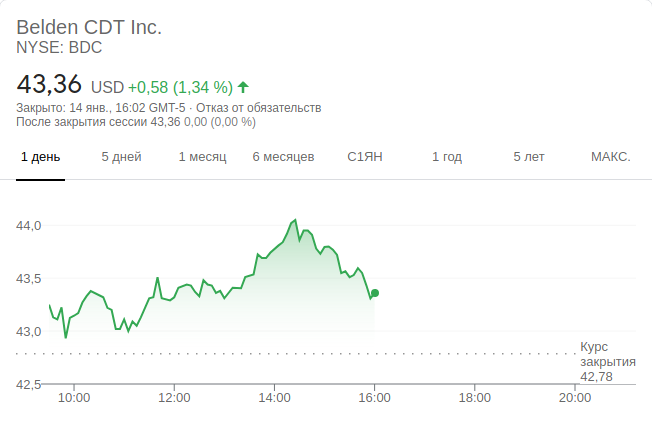 Belden CDT Inc.
NYSE: BDC
43,36 USD +0,58 (1,34 %)
Закрыто: 14 янв., 16:02 GMT-5 · Отказ от обязательств
После закрытия сессии 43,36 0,00 (0,00 %)
1 день 5 дней 1 месяц 6 месяцев С1ЯН 1 год 5 лет МАКС.
44,0
43,5
43,0
Курс
закрытия
42,78
42,5
10:00 12:00 14:00 16:00 18:00 20:00